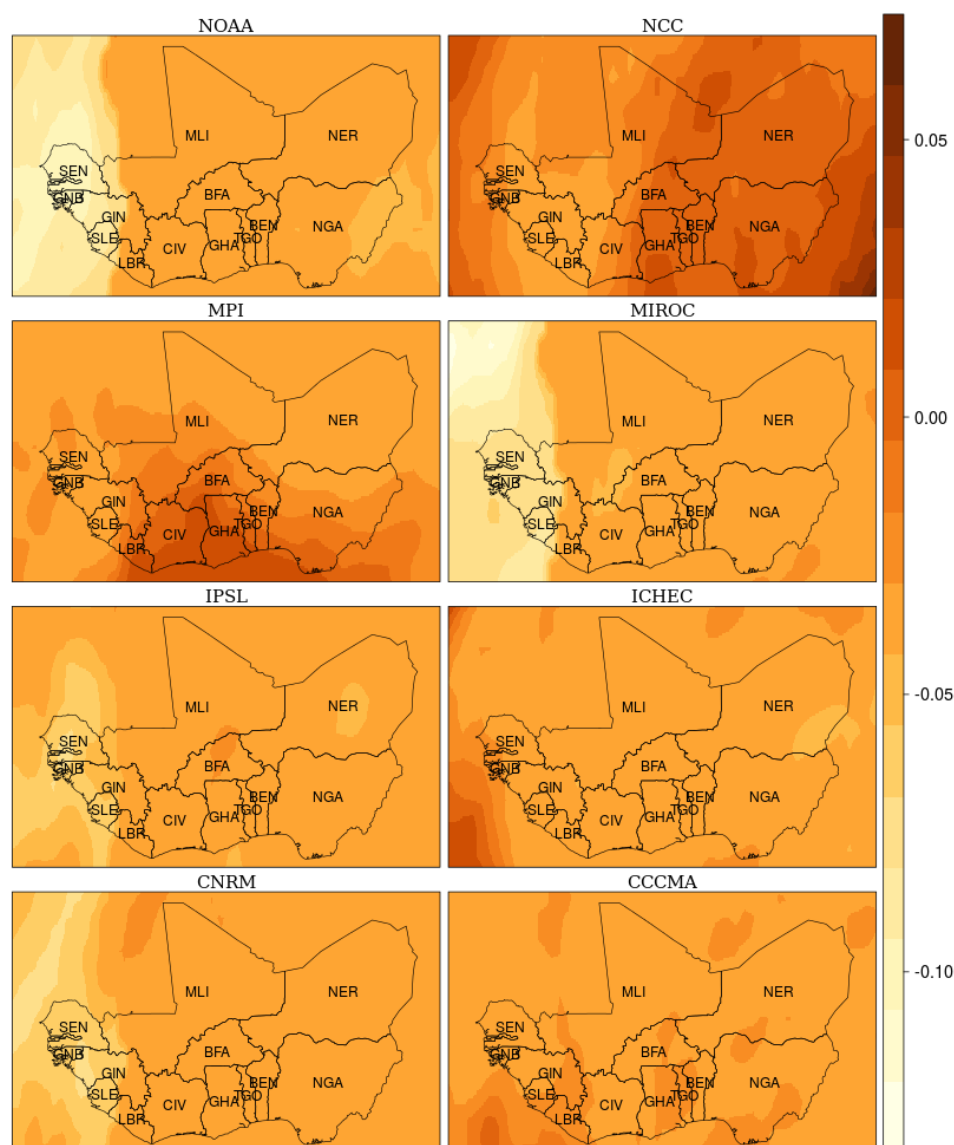 NOAA
MLI
NER
SEN
GNB
BFA
GIN
BEN
NGA
SLE
CIV
GHA
TGO
LBR
NCC
MLI
NER
SEN
GNB
BFA
GIN
BEN
NGA
SLE
CIV
GHA
TGO
LBR
0.05
MPI
MLI
NER
SEN
GNB
BFA
GIN
BEN
NGA
SLE
CIV
GHA
TGO
LBR
MIROC
MLI
NER
SEN
GNB
BFA
GIN
BEN
NGA
SLE
CIV
GHA
TGO
LBR
0.00
IPSL
MLI
NER
SEN
GNB
BFA
GIN
BEN
NGA
SLE
CIV
GHA
TGO
LBR
ICHEC
MLI
NER
SEN
GNB
BFA
GIN
BEN
NGA
SLE
CIV
GHA
TGO
LBR
-0.05
CNRM
MLI
NER
SEN
GNB
BFA
GIN
BEN
NGA
SLE
CIV
GHA
TGO
LBR
CCCMA
MLI
NER
SEN
GNB
BFA
GIN
BEN
NGA
SLE
CIV
GHA
TGO
LBR
-0.10